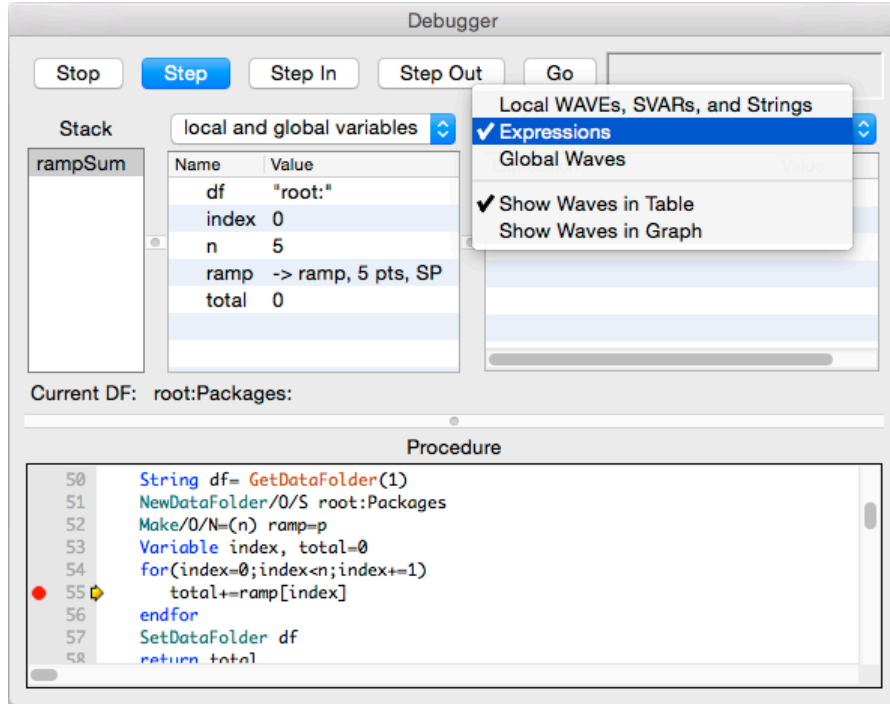 Debugger
Stop Step Step In Step Out Go
Stack
local and global variables
Local WAVEs, SVARs, and Strings
✓ Expressions
Global Waves
✓ Show Waves in Table
Show Waves in Graph
rampSum
Name Value
df "root:"
index 0
n 5
ramp -> ramp, 5 pts, SP
total 0
Current DF: root:Packages:
Procedure
50 String df= GetDataFolder(1)
51 NewDataFolder/O/S root:Packages
52 Make/O/N=(n) ramp=p
53 Variable index, total=0
54 for(index=0;index<n;index+=1)
55 total+=ramp[index]
56 endfor
57 SetDataFolder df
58 return total